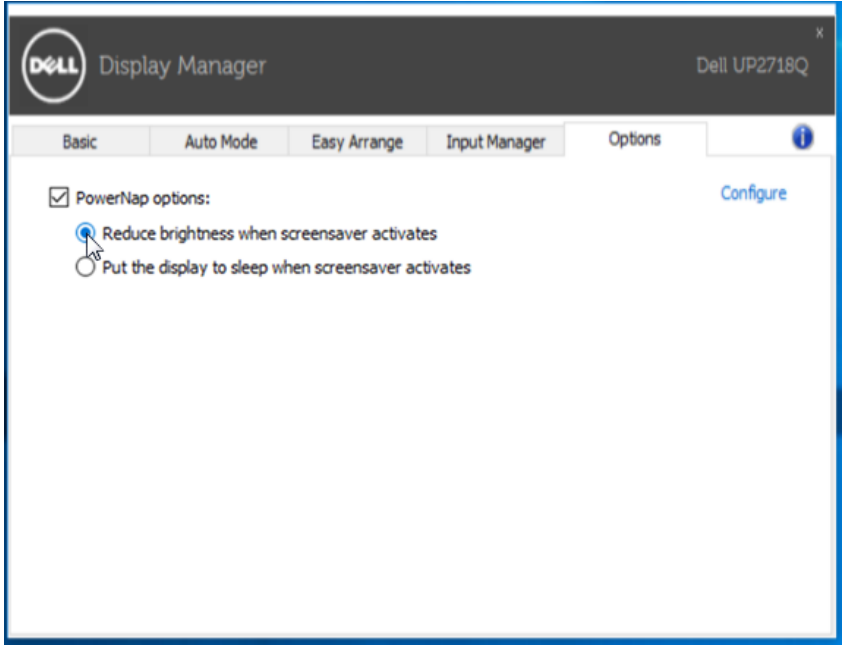 DELL Display Manager
x
Dell UP2718Q
Basic Auto Mode Easy Arrange Input Manager Options i
PowerNap options: Configure
Reduce brightness when screensaver activates
Put the display to sleep when screensaver activates